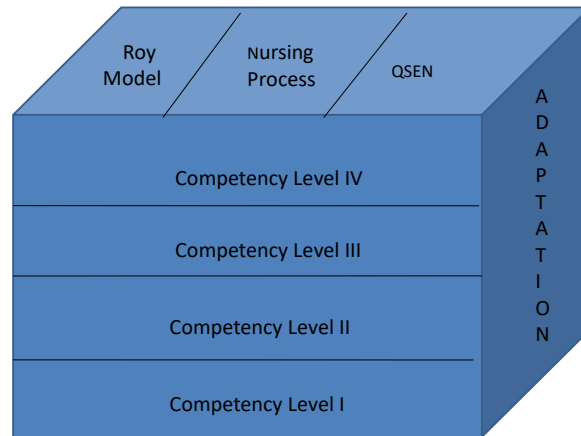 Roy
Model
Nursing
Process
QSEN
Competency Level IV
Competency Level III
Competency Level II
Competency Level I
A
D
A
P
T
A
T
I
O
N